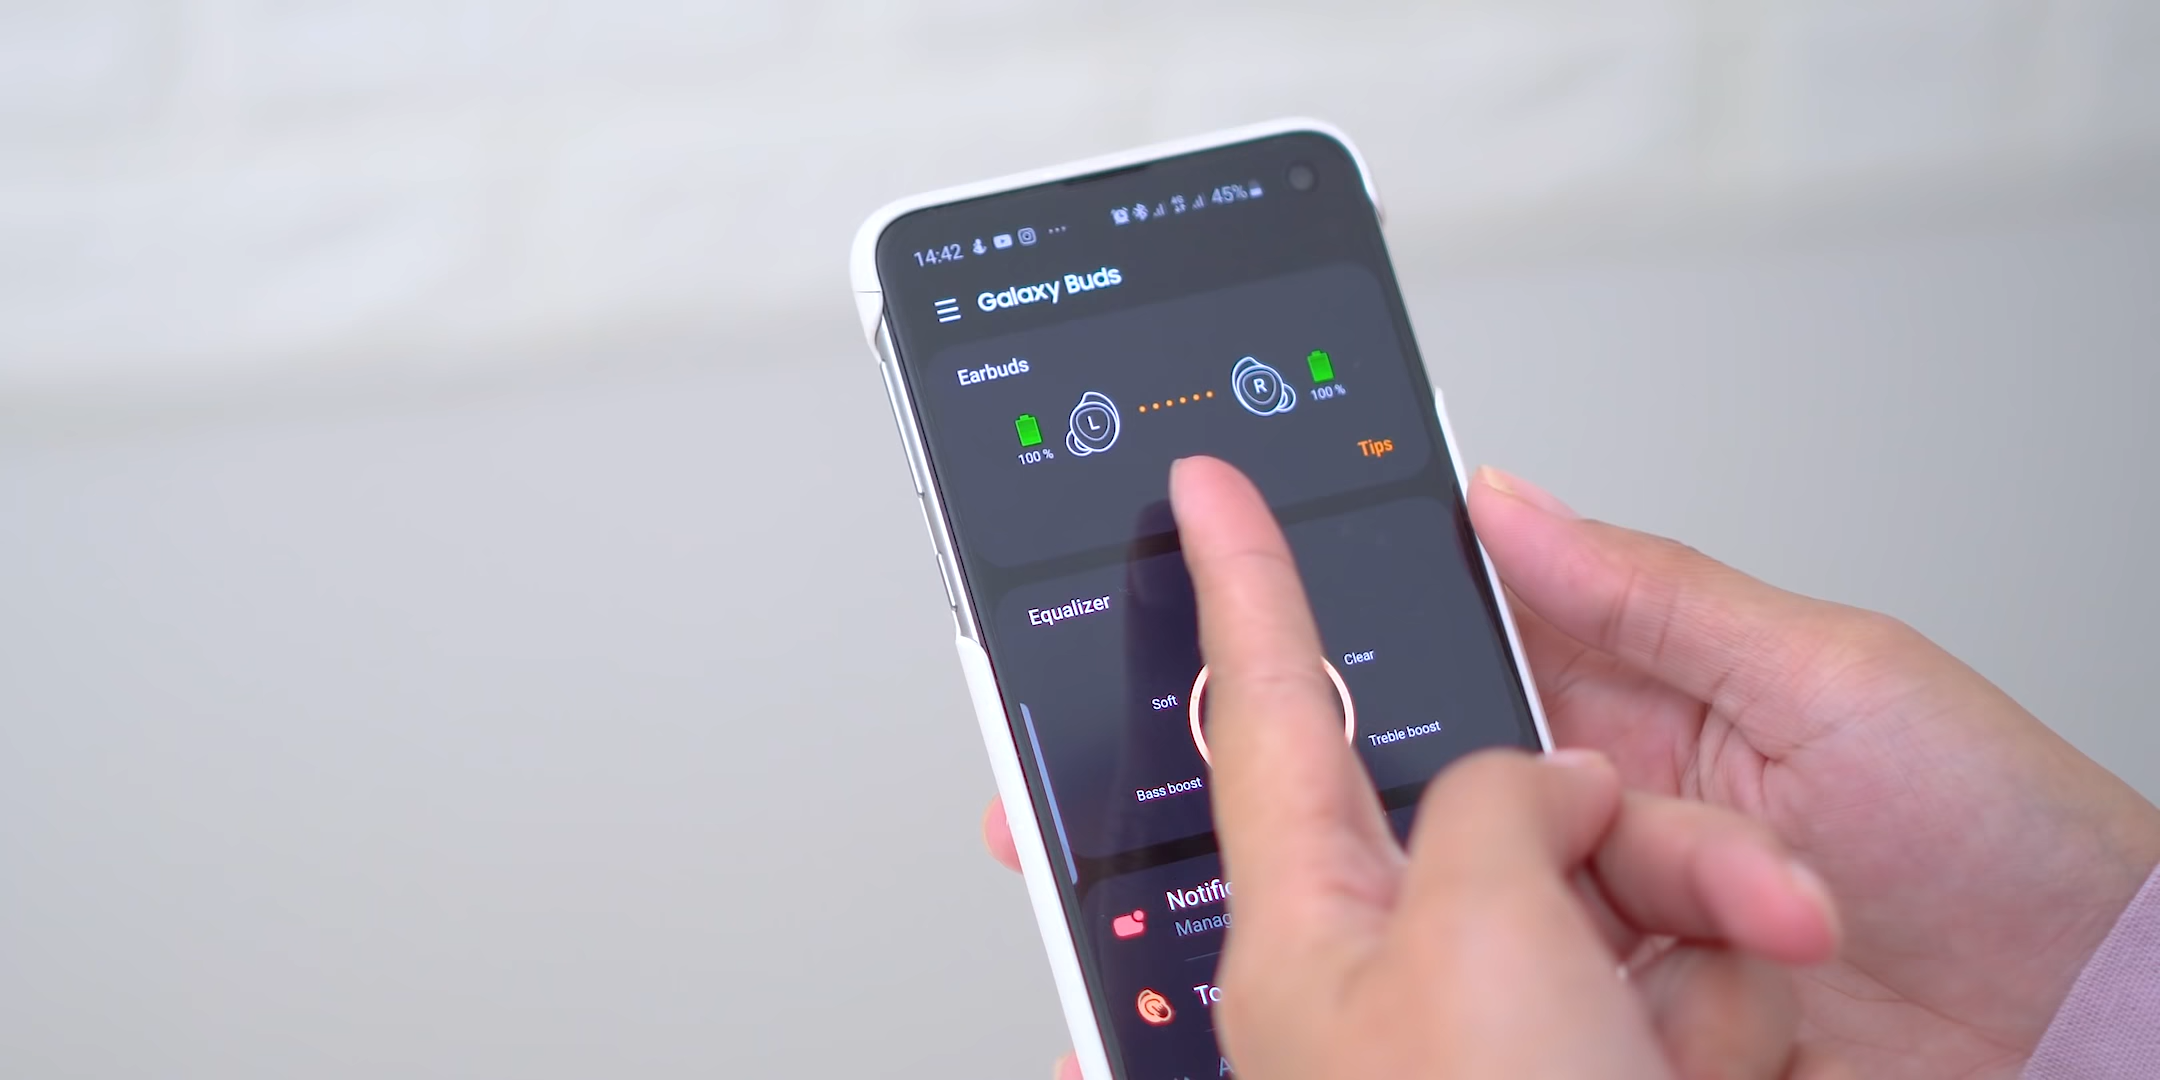 14:42 45%
Galaxy Buds
Earbuds
L R
100 % 100 %
Tips
Equalizer
Clear
Soft
Treble boost
Bass boost